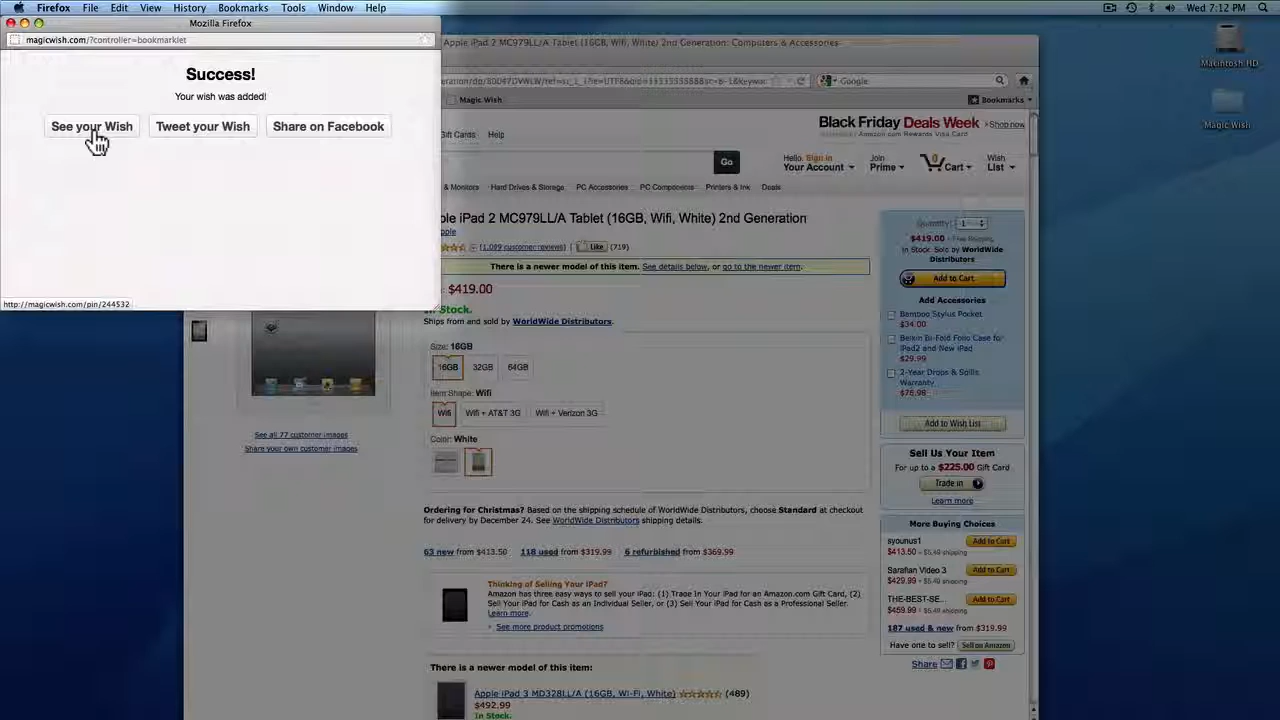 Firefox File Edit View History Bookmarks Tools Window Help
Wed 7:12 PM
Mozilla Firefox
magicwish.com/?controller=bookmarklet
Success!
Your wish was added!
See your Wish
Tweet your Wish
Share on Facebook
http://magicwish.com/pin/244532
Macintosh HD
Magic Wish
Apple iPad 2 MC979LL/A Tablet (16GB, Wifi, White) 2nd Generation: Computers & Accessories
Google
Magic Wish
Bookmarks
Gift Cards Help
Black Friday Deals Week
Shop now
Amazon.com Rewards Visa Card
Go
Hello. Sign in
Your Account
Join
Prime
0
Cart
Wish
List
& Monitors Hard Drives & Storage PC Accessories PC Components Printers & Ink Deals
ple iPad 2 MC979LL/A Tablet (16GB, Wifi, White) 2nd Generation
pple
(1,099 customer reviews) Like (719)
There is a newer model of this item. See details below, or go to the newer item.
$419.00
In Stock.
Ships from and sold by WorldWide Distributors.
Size: 16GB
16GB 32GB 64GB
Item Shape: Wifi
Wifi Wifi + AT&T 3G Wifi + Verizon 3G
Color: White
See all 77 customer images
Share your own customer images
Ordering for Christmas? Based on the shipping schedule of WorldWide Distributors, choose Standard at checkout
for delivery by December 24. See WorldWide Distributors shipping details.
63 new from $413.50 118 used from $319.99 6 refurbished from $369.99
Thinking of Selling Your iPad?
Amazon has three easy ways to sell your iPad: (1) Trade in Your iPad for an Amazon.com Gift Card, (2)
Sell Your iPad for Cash as an Individual Seller, or (3) Sell Your iPad for Cash as a Professional Seller.
Learn more.
See more product promotions
There is a newer model of this item:
Apple iPad 3 MD328LL/A (16GB, Wi-Fi, White) (489)
$492.99
In Stock.
Quantity: 1
$419.00 + Free Shipping
In Stock. Sold by WorldWide
Distributors
Add to Cart
Add Accessories
Bamboo Stylus Pocket
$34.00
Belkin Bi-Fold Folio Case for
iPad2 and New iPad
$29.99
2-Year Drops & Spills
Warranty
$76.98
Add to Wish List
Sell Us Your Item
For up to a $225.00 Gift Card
Trade in
Learn more
More Buying Choices
syounus1
$413.50 + $5.49 shipping
Add to Cart
Sarafian Video 3
$429.99
Add to Cart
THE-BEST-SE...
$459.99 + $5.49 shipping
Add to Cart
187 used & new from $319.99
Have one to sell? Sell on Amazon
Share